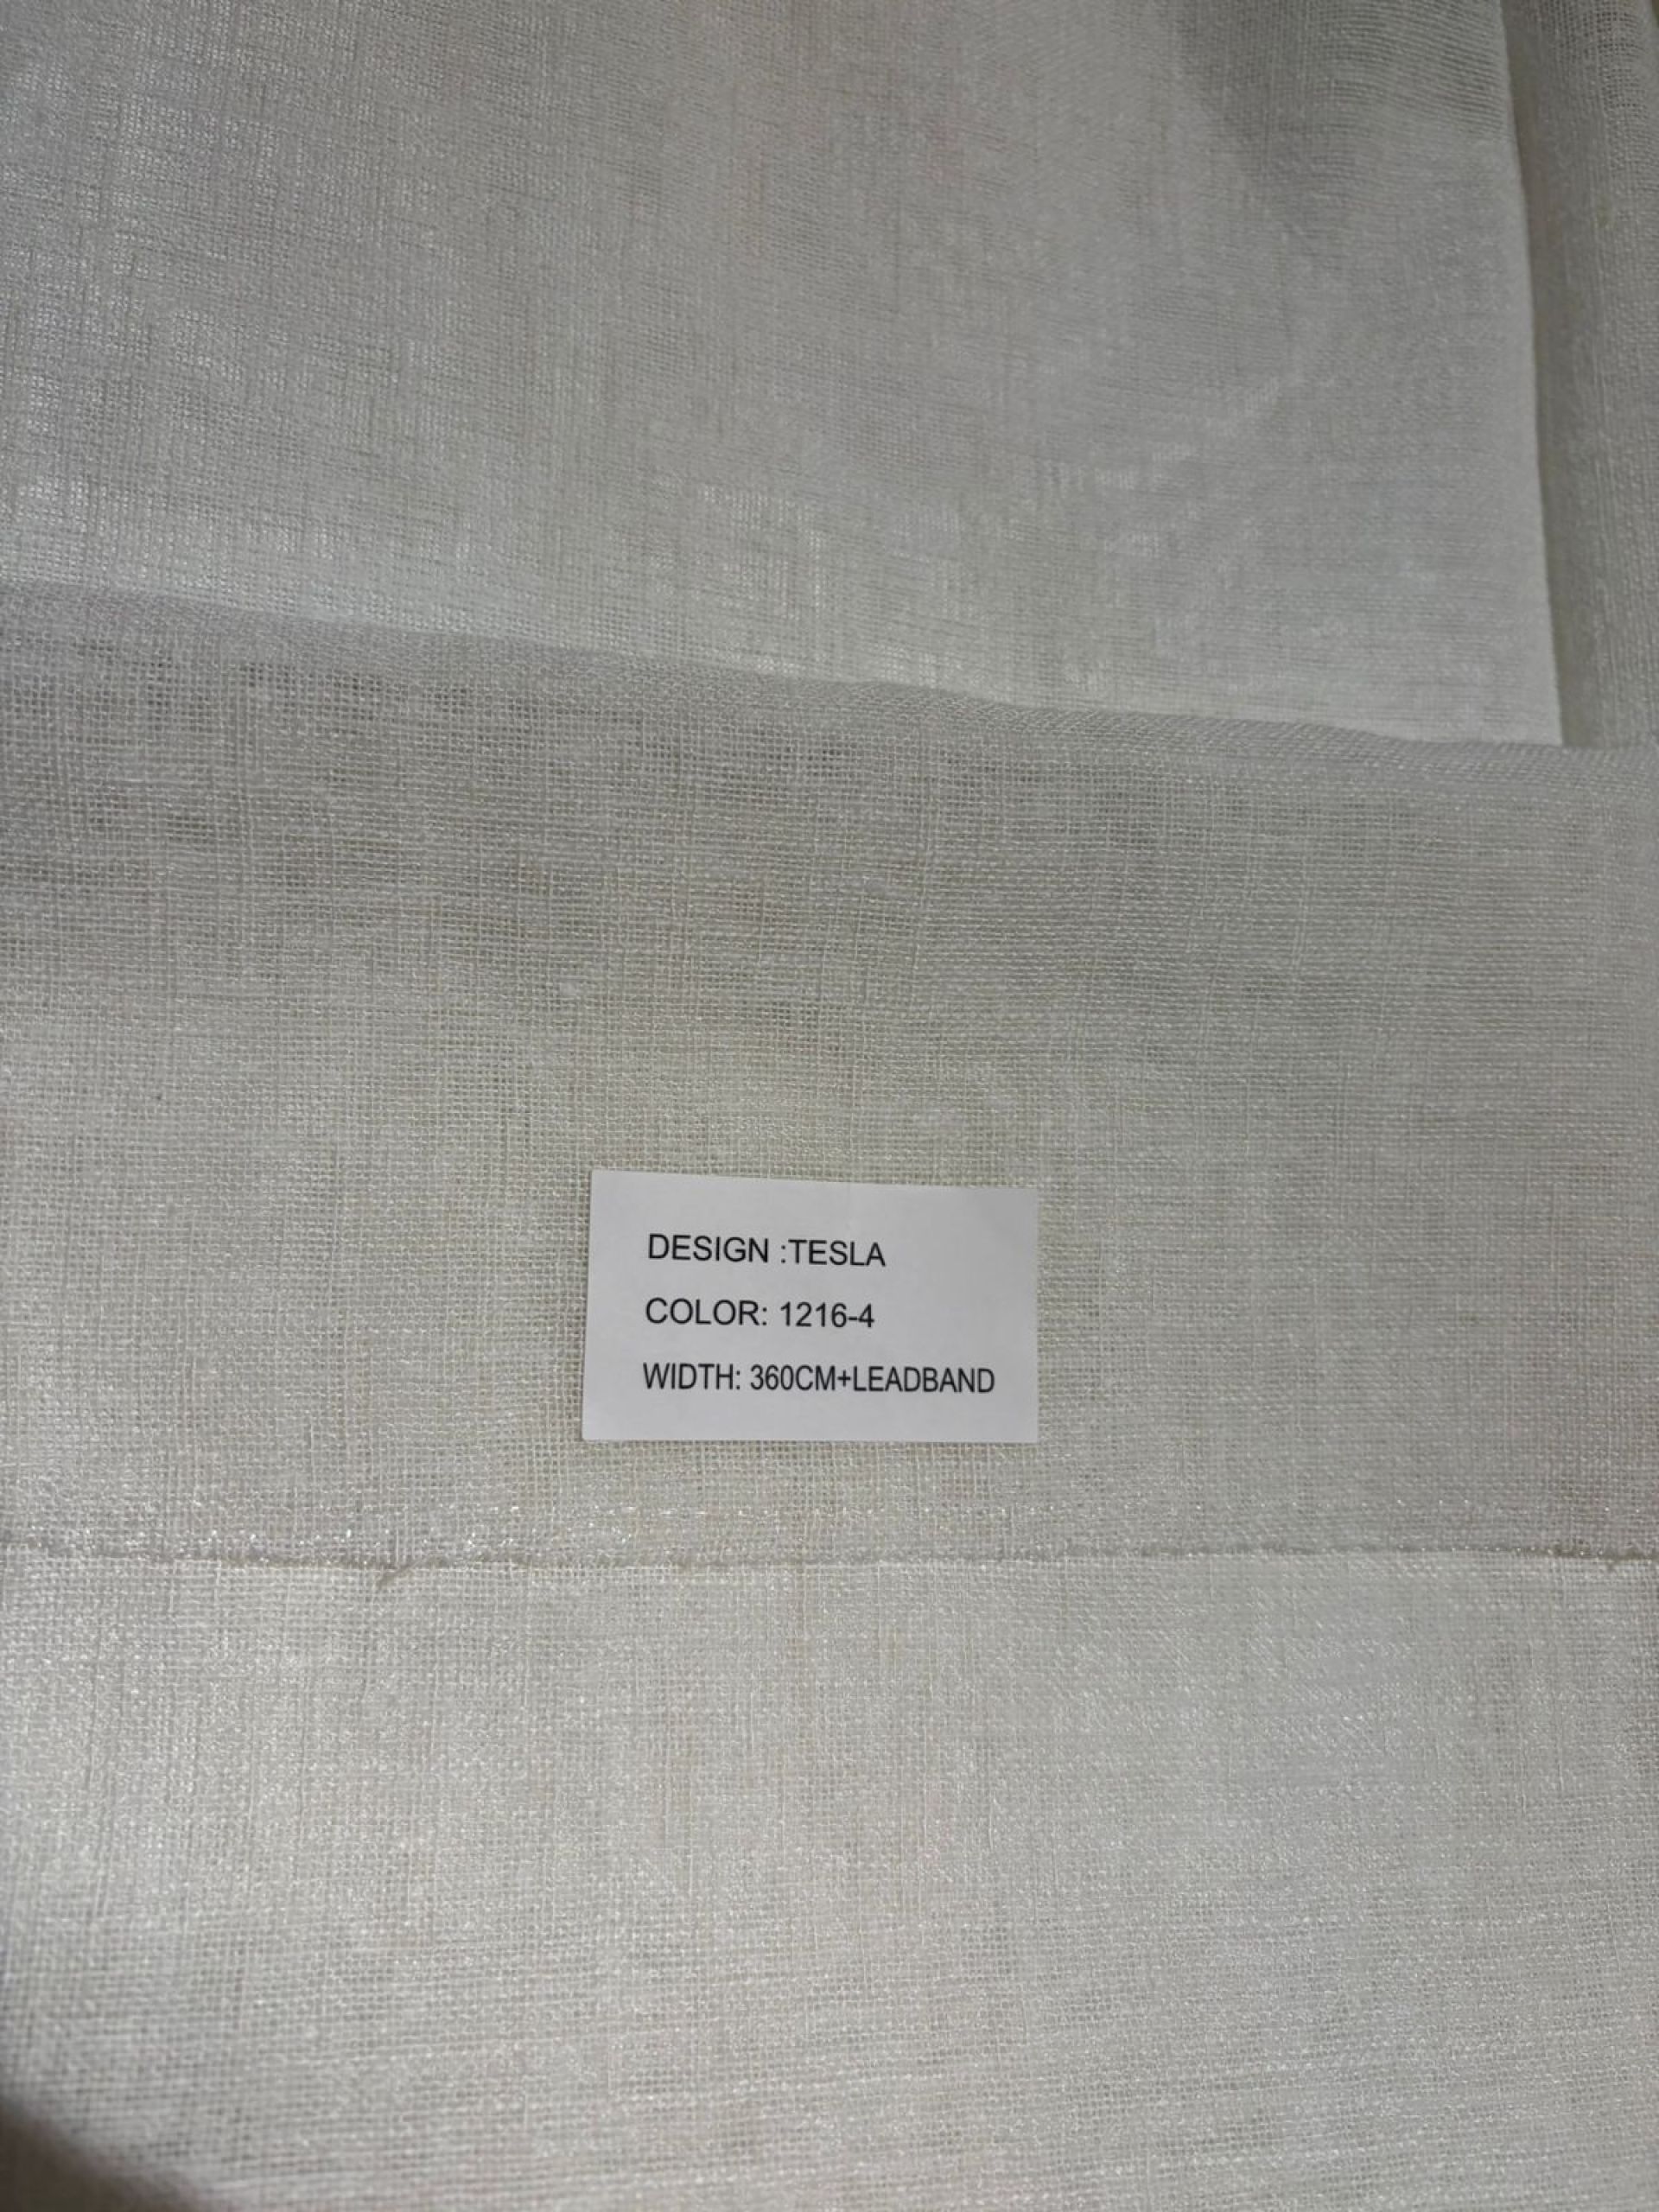 DESIGN :TESLA
COLOR: 1216-4
WIDTH: 360CM+LEADBAND